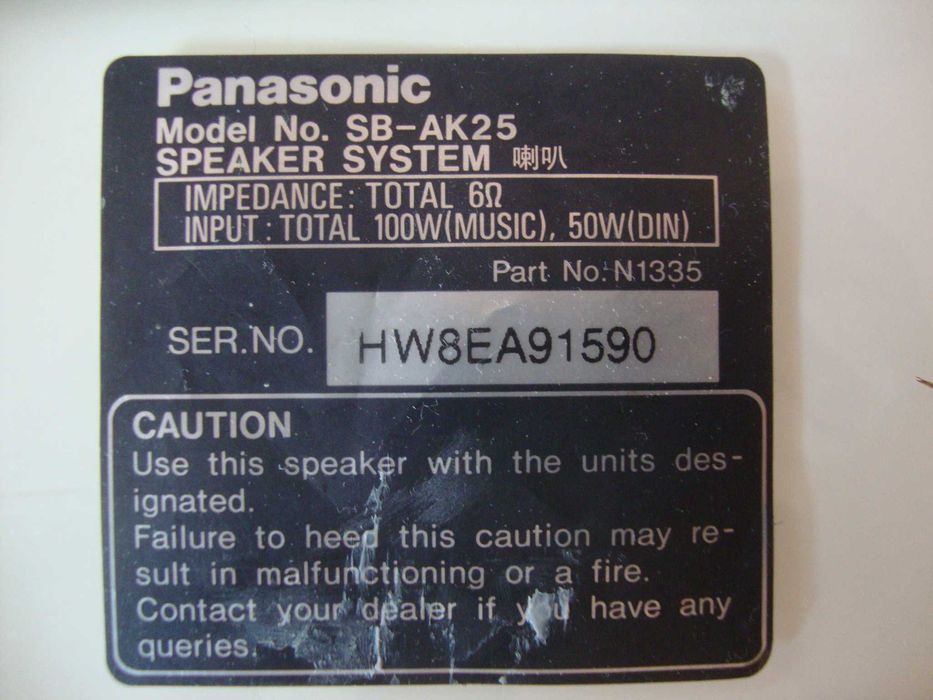 Panasonic
Model No. SB-AK25
SPEAKER SYSTEM 喇叭
IMPEDANCE: TOTAL 6Ω
INPUT: TOTAL 100W(MUSIC), 50W(DIN)
Part No. N1335
SER.NO. HW8EA91590
CAUTION
Use this speaker with the units des-
ignated.
Failure to heed this caution may re-
sult in malfunctioning or a fire.
Contact your dealer if you have any
queries.